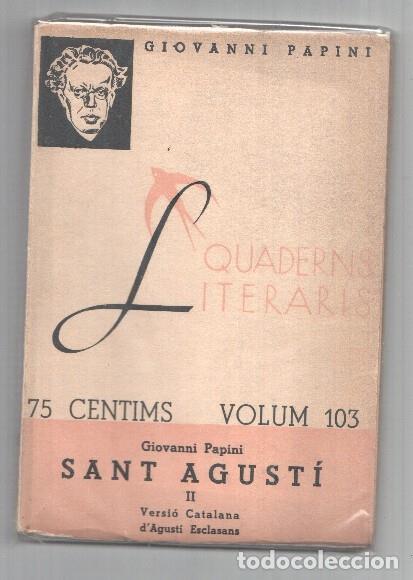 GIOVANNI PAPINI
QUADERNS
LITERARIS
75 CENTIMS VOLUM 103
Giovanni Papini
SANT AGUSTÍ
II
Versió Catalana
d'Agustí Esclasans
todocoleccion